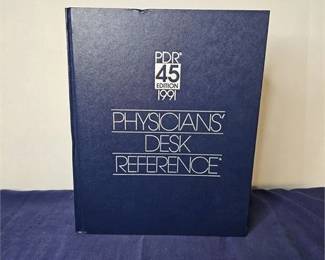 PDR®
45
EDITION
1991
PHYSICIANS'
DESK
REFERENCE®